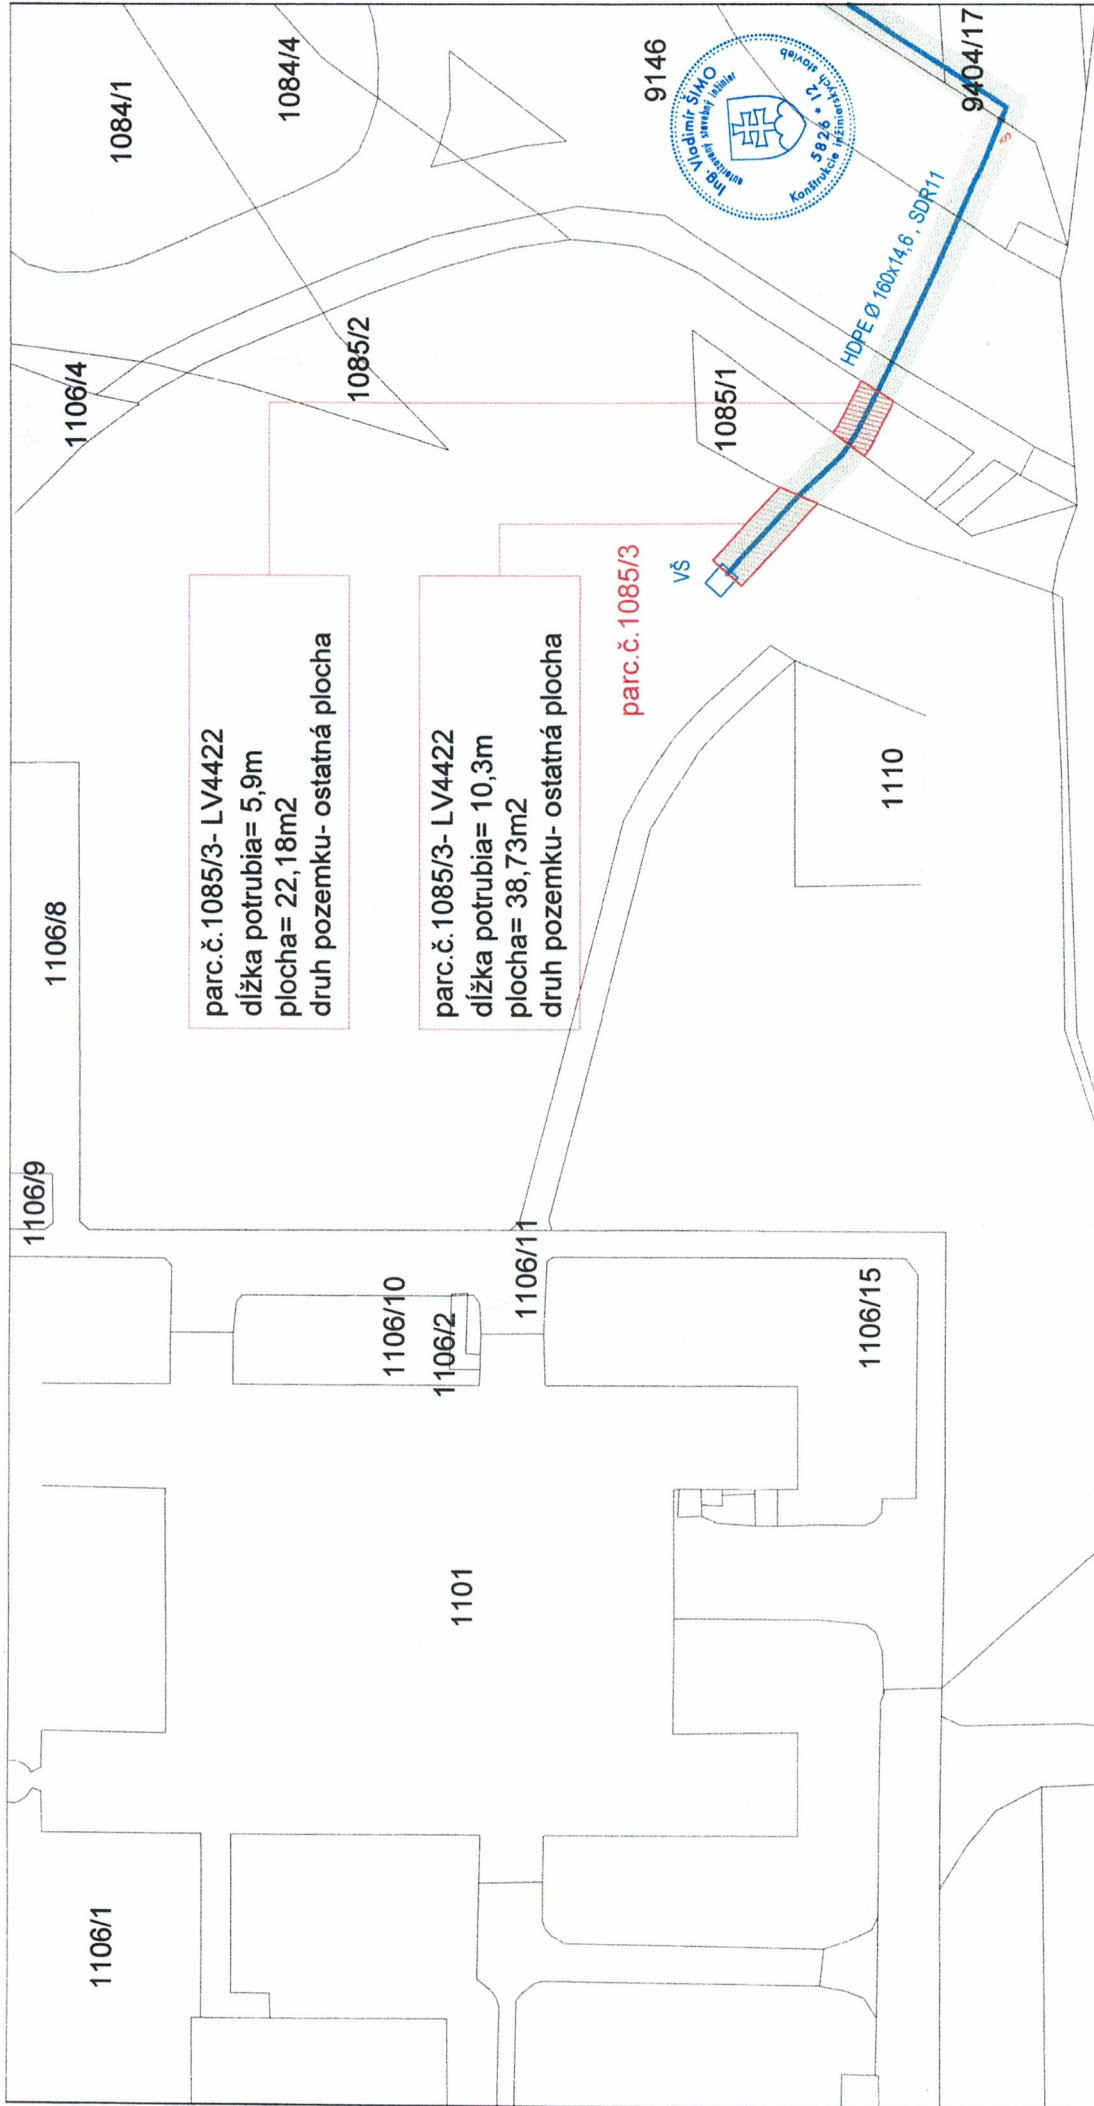 1106/1
1101
1106/9
1106/10
1106/2
1106/11
1106/15
1106/8
parc.č.1085/3- LV4422
dĺžka potrubia= 5,9m
plocha= 22,18m2
druh pozemku- ostatná plocha
parc.č.1085/3- LV4422
dĺžka potrubia= 10,3m
plocha= 38,73m2
druh pozemku- ostatná plocha
1110
parc.č.1085/3
VŠ
1106/4
1085/2
1085/1
HDPE Ø 160x14,6 , SDR11
1084/1
1084/4
9146
9404/17
Ing. Vladimír ŠIMO
autorizovaný stavebný inžinier
5826 * 12
Konštrukcie inžinierskych stavieb